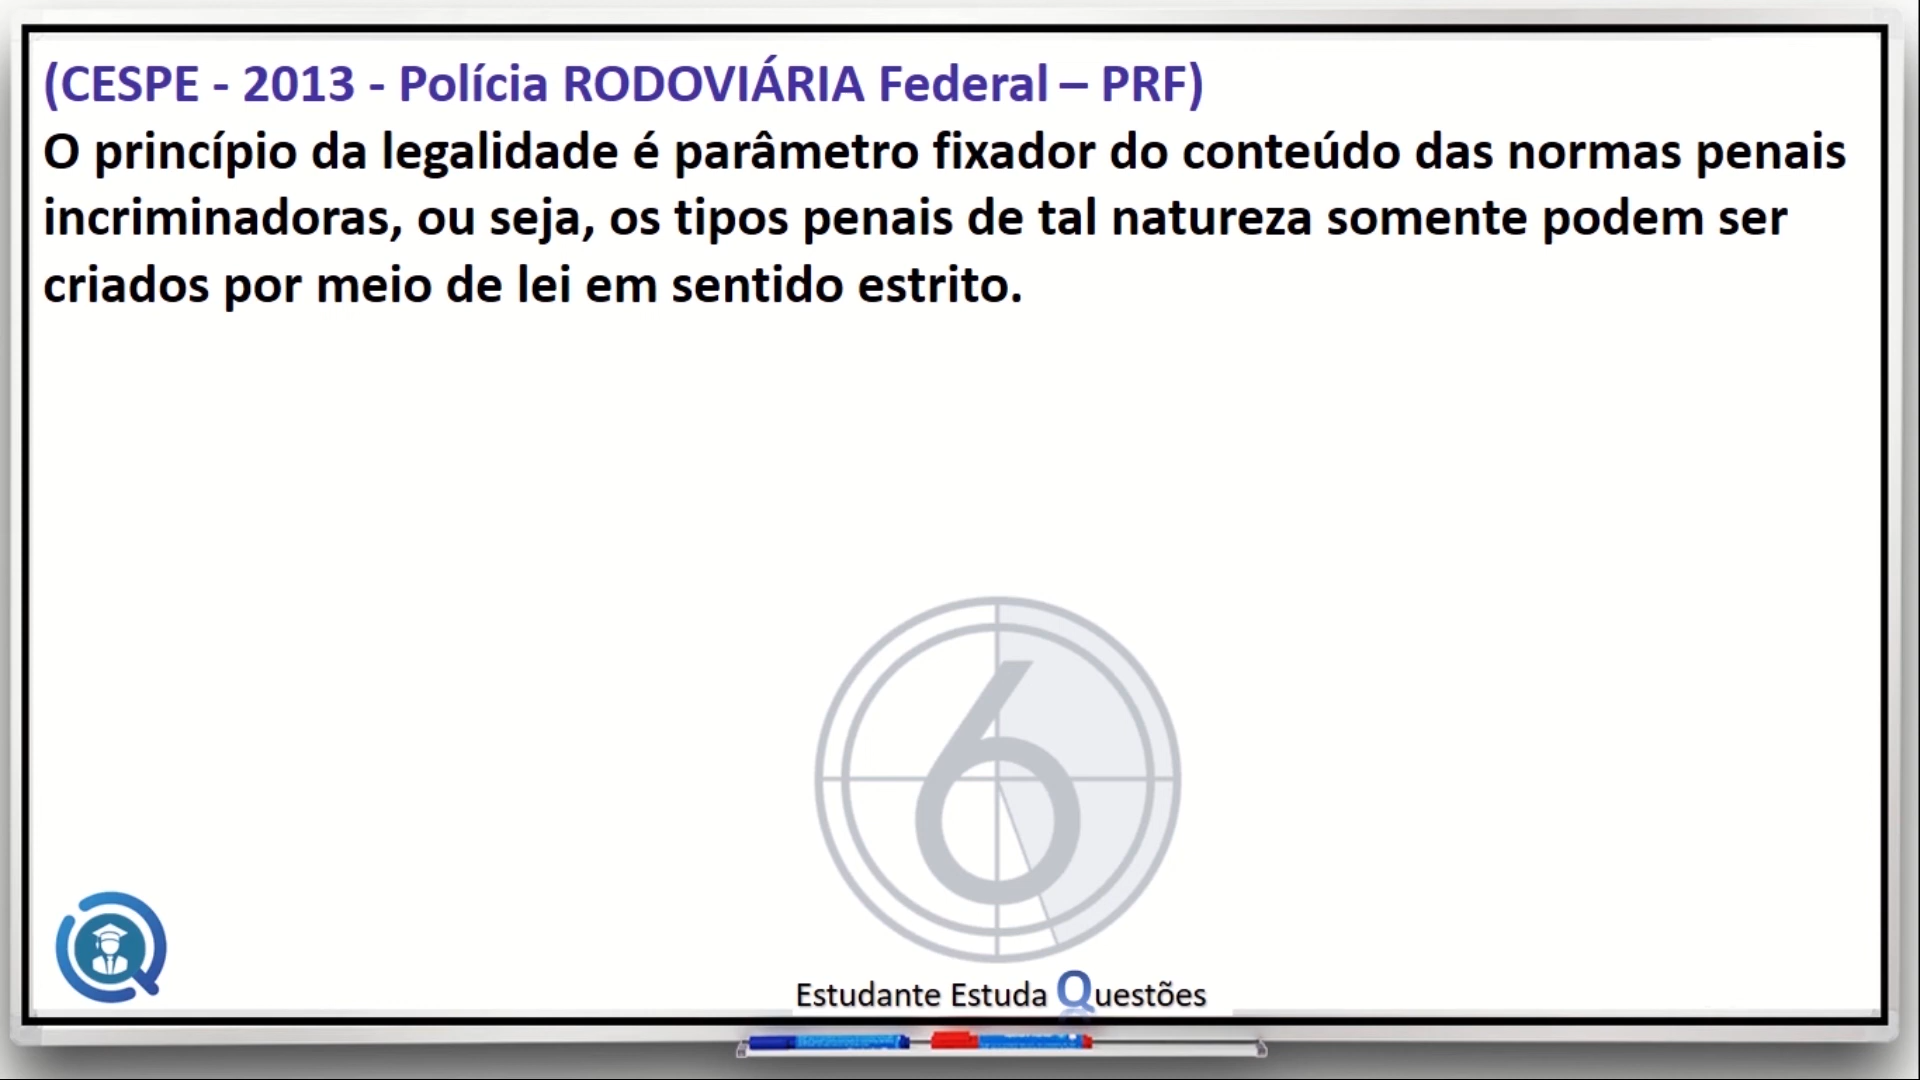 (CESPE - 2013 - Polícia RODOVIÁRIA Federal – PRF)
O princípio da legalidade é parâmetro fixador do conteúdo das normas penais
incriminadoras, ou seja, os tipos penais de tal natureza somente podem ser
criados por meio de lei em sentido estrito.
6
Estudante Estuda Questões